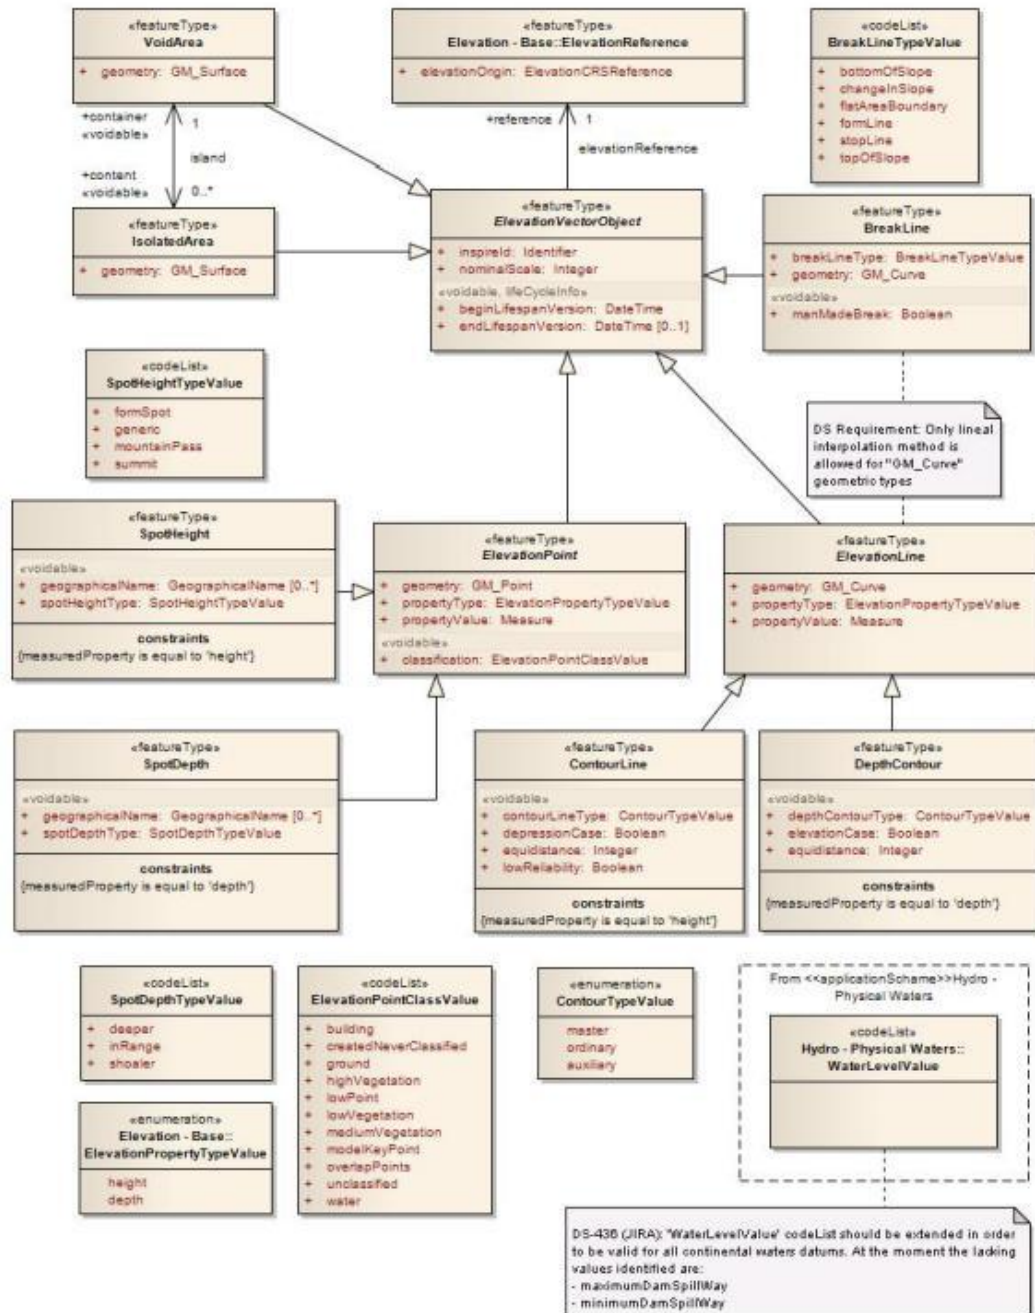 «featureType»
VoidArea
+ geometry: GM_Surface
«featureType»
Elevation - Base::ElevationReference
+ elevationOrigin: ElevationCRSReference
«codeList»
BreakLineTypeValue
+ bottomOfSlope
+ changeInSlope
+ flatAreaBoundary
+ formLine
+ stopLine
+ topOfSlope
+container
«voidable»
1
island
+content
«voidable»
0..*
+reference
1
elevationReference
«featureType»
IsolatedArea
+ geometry: GM_Surface
«featureType»
ElevationVectorObject
+ inspireId: Identifier
+ nominalScale: Integer
«voidable, lifeCycleInfo»
+ beginLifespanVersion: DateTime
+ endLifespanVersion: DateTime [0..1]
«featureType»
BreakLine
+ breakLineType: BreakLineTypeValue
+ geometry: GM_Curve
«voidable»
+ manMadeBreak: Boolean
«codeList»
SpotHeightTypeValue
+ formSpot
+ generic
+ mountainPass
+ summit
DS Requirement: Only lineal
interpolation method is
allowed for "GM_Curve"
geometric types
«featureType»
SpotHeight
«voidable»
+ geographicalName: GeographicalName [0..*]
+ spotHeightType: SpotHeightTypeValue
constraints
{measuredProperty is equal to 'height'}
«featureType»
ElevationPoint
+ geometry: GM_Point
+ propertyType: ElevationPropertyTypeValue
+ propertyValue: Measure
«voidable»
+ classification: ElevationPointClassValue
«featureType»
ElevationLine
+ geometry: GM_Curve
+ propertyType: ElevationPropertyTypeValue
+ propertyValue: Measure
«featureType»
SpotDepth
«voidable»
+ geographicalName: GeographicalName [0..*]
+ spotDepthType: SpotDepthTypeValue
constraints
{measuredProperty is equal to 'depth'}
«featureType»
ContourLine
«voidable»
+ contourLineType: ContourTypeValue
+ depressionCase: Boolean
+ equidistance: Integer
+ lowReliability: Boolean
constraints
{measuredProperty is equal to 'height'}
«featureType»
DepthContour
«voidable»
+ depthContourType: ContourTypeValue
+ elevationCase: Boolean
+ equidistance: Integer
constraints
{measuredProperty is equal to 'depth'}
«codeList»
SpotDepthTypeValue
+ deeper
+ inRange
+ shoaler
«codeList»
ElevationPointClassValue
+ building
+ createdNeverClassified
+ ground
+ highVegetation
+ lowPoint
+ lowVegetation
+ mediumVegetation
+ modelKeyPoint
+ overlapPoints
+ unclassified
+ water
«enumeration»
ContourTypeValue
master
ordinary
auxiliary
From <<applicationSchame>>Hydro -
Physical Waters
«codeList»
Hydro - Physical Waters::
WaterLevelValue
«enumeration»
Elevation - Base::
ElevationPropertyTypeValue
height
depth
DS-436 (JIRA): 'WaterLevelValue' codeList should be extended in order
to be valid for all continental waters datums. At the moment the lacking
values identified are:
- maximumDamSpillWay
- minimumDamSpillWay